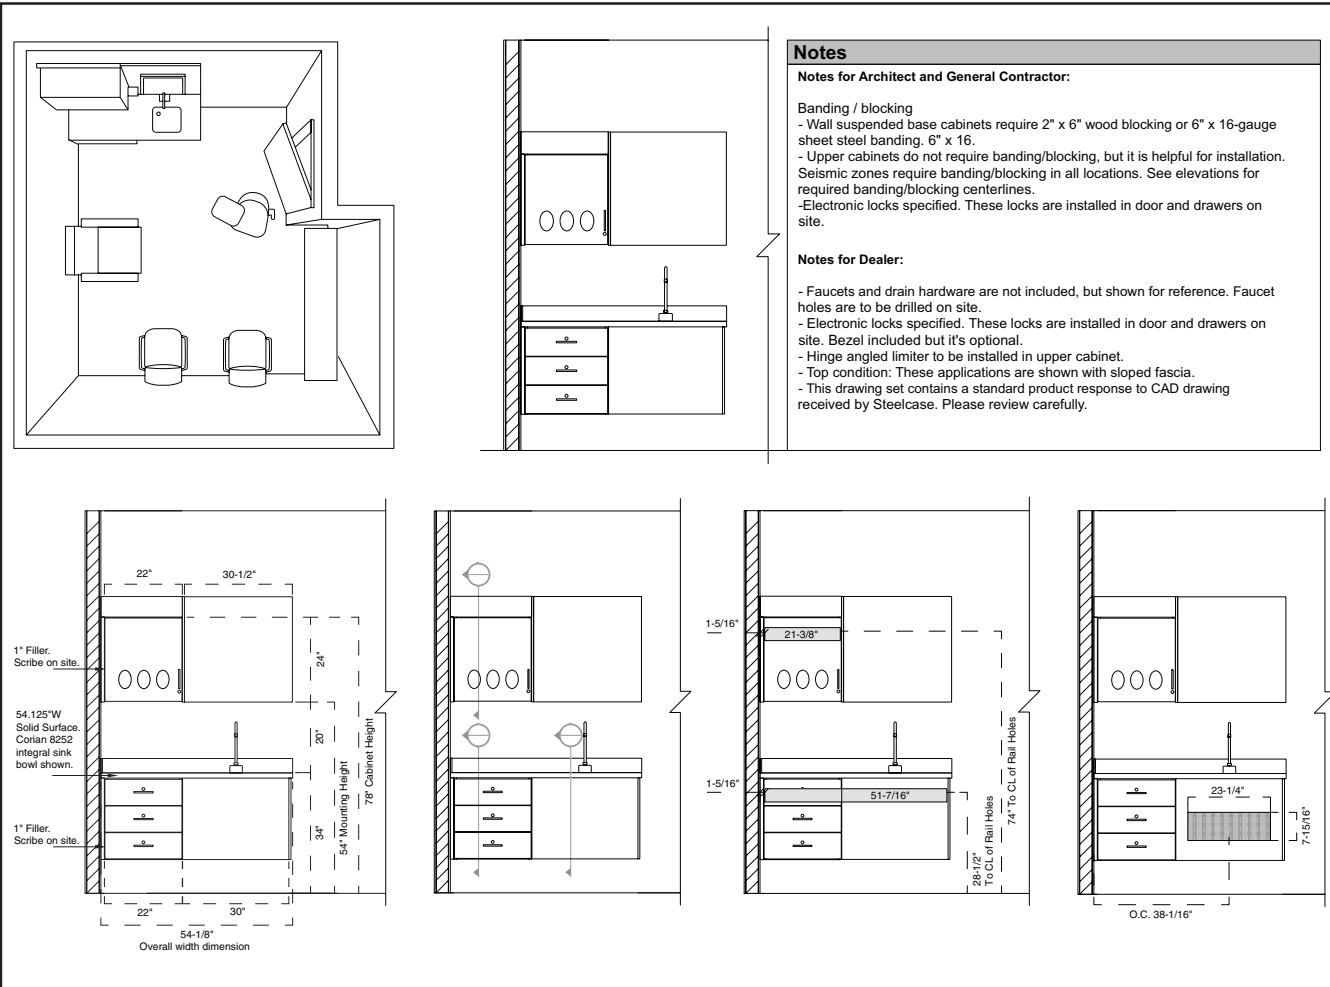 Notes
Notes for Architect and General Contractor:
Banding / blocking
- Wall suspended base cabinets require 2" x 6" wood blocking or 6" x 16-gauge
sheet steel banding. 6" x 16.
- Upper cabinets do not require banding/blocking, but it is helpful for installation.
Seismic zones require banding/blocking in all locations. See elevations for
required banding/blocking centerlines.
-Electronic locks specified. These locks are installed in door and drawers on
site.
Notes for Dealer:
- Faucets and drain hardware are not included, but shown for reference. Faucet
holes are to be drilled on site.
- Electronic locks specified. These locks are installed in door and drawers on
site. Bezel included but it's optional.
- Hinge angled limiter to be installed in upper cabinet.
- Top condition: These applications are shown with sloped fascia.
- This drawing set contains a standard product response to CAD drawing
received by Steelcase. Please review carefully.
22"
30-1/2"
1" Filler.
Scribe on site.
24"
54.125"W
Solid Surface.
Corian 8252
integral sink
bowl shown.
20"
78" Cabinet Height
54" Mounting Height
34"
1" Filler.
Scribe on site.
22"
30"
54-1/8"
Overall width dimension
1-5/16"
21-3/8"
1-5/16"
51-7/16"
74" To CL of Rail Holes
28-1/2"
To CL of Rail Holes
23-1/4"
7-15/16"
O.C. 38-1/16"